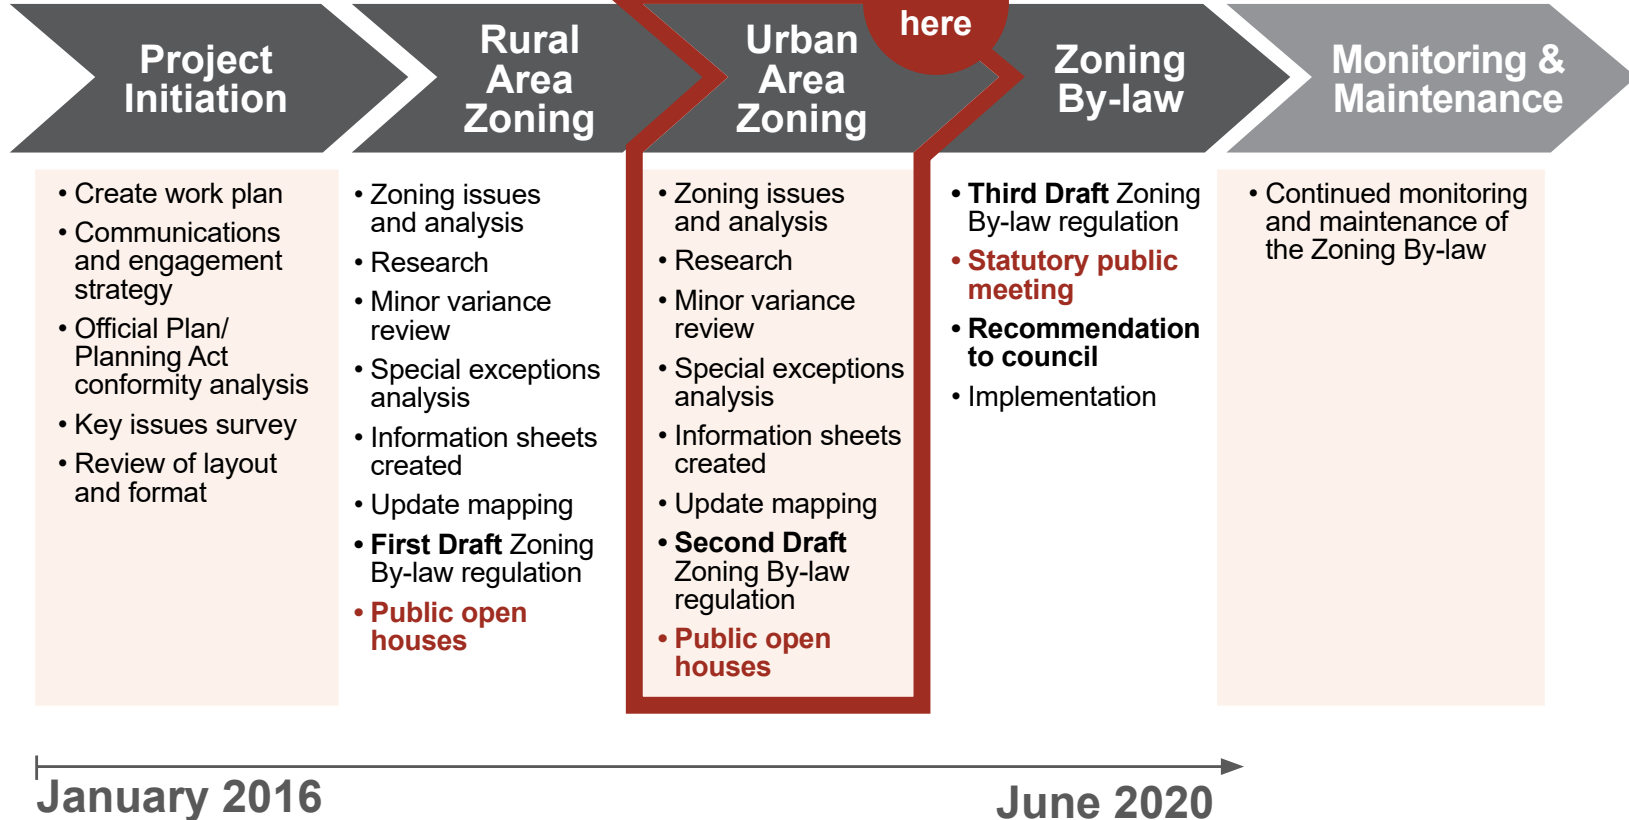 here
Project
Initiation
Rural
Area
Zoning
Urban
Area
Zoning
Zoning
By-law
Monitoring &
Maintenance
• Create work plan
• Communications
and engagement
strategy
• Official Plan/
Planning Act
conformity analysis
• Key issues survey
• Review of layout
and format
• Zoning issues
and analysis
• Research
• Minor variance
review
• Special exceptions
analysis
• Information sheets
created
• Update mapping
• First Draft Zoning
By-law regulation
• Public open
houses
• Zoning issues
and analysis
• Research
• Minor variance
review
• Special exceptions
analysis
• Information sheets
created
• Update mapping
• Second Draft
Zoning By-law
regulation
• Public open
houses
• Third Draft Zoning
By-law regulation
• Statutory public
meeting
• Recommendation
to council
• Implementation
• Continued monitoring
and maintenance of
the Zoning By-law
January 2016
June 2020